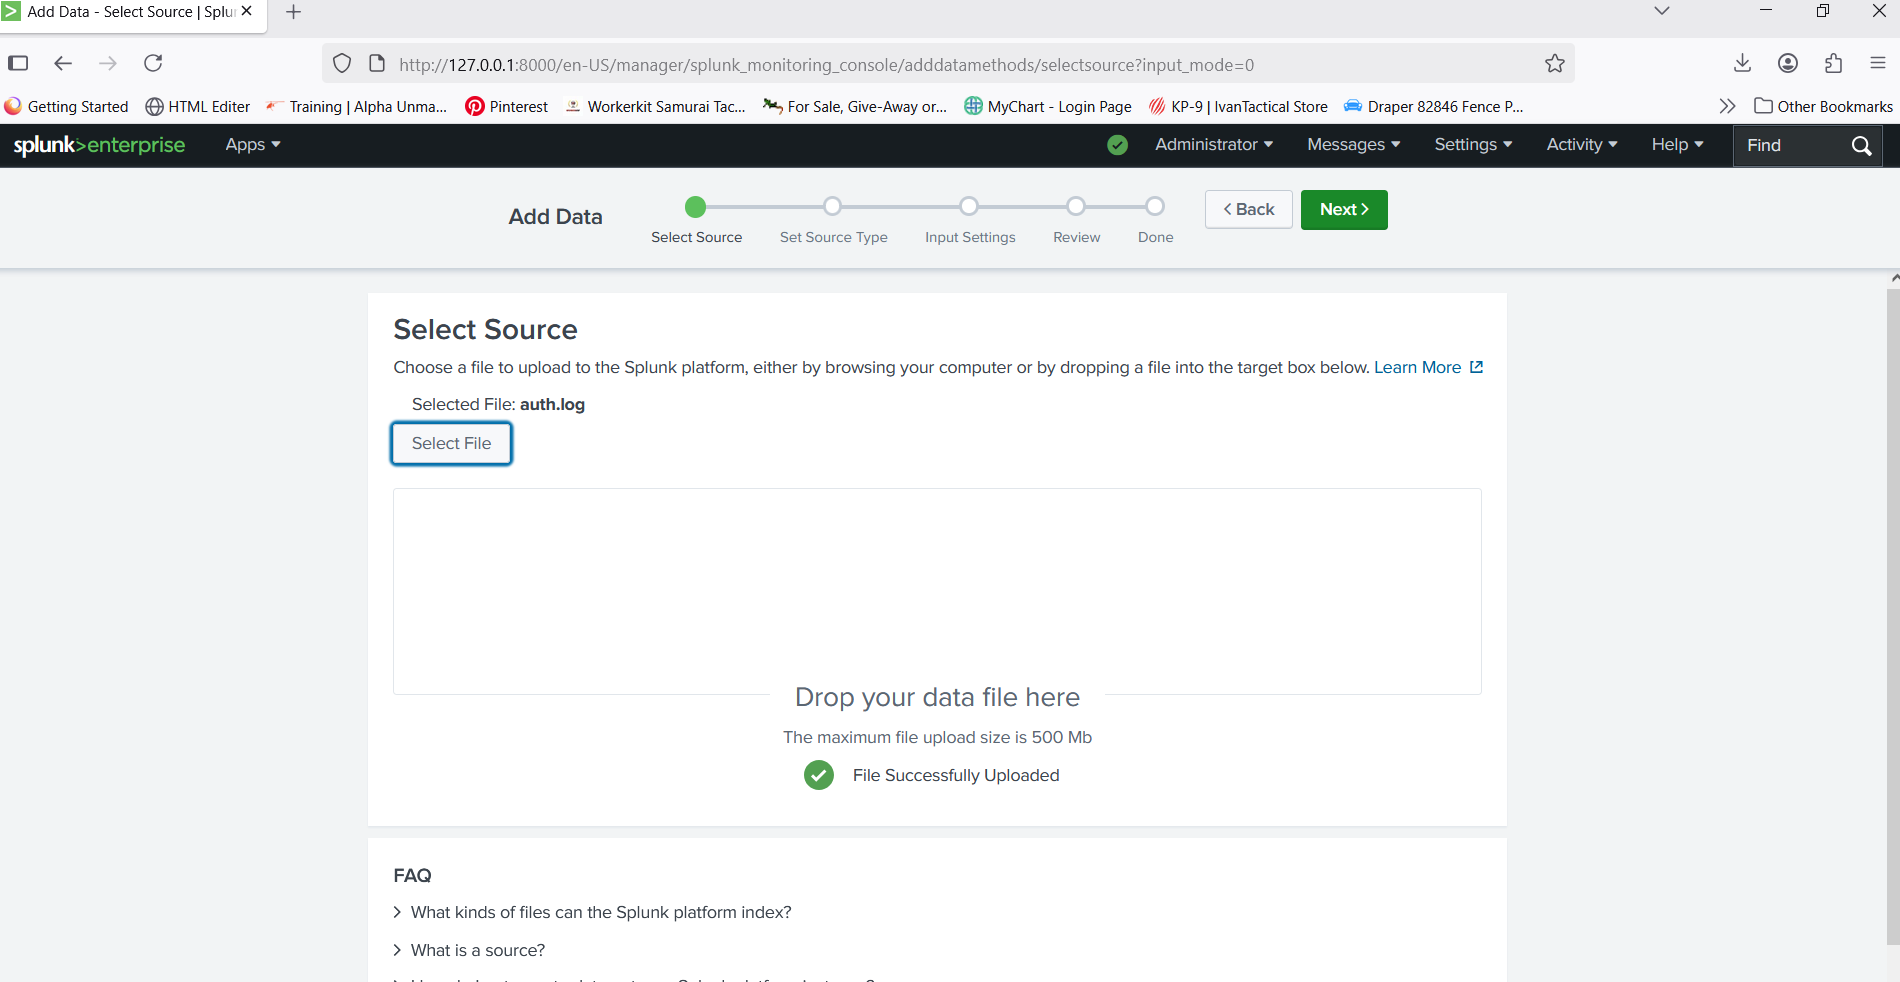 Add Data - Select Source | Splu
http://127.0.0.1:8000/en-US/manager/splunk_monitoring_console/adddatamethods/selectsource?input_mode=0
Getting Started HTML Editer Training | Alpha Unma... Pinterest Workerkit Samurai Tac... For Sale, Give-Away or... MyChart - Login Page KP-9 | IvanTactical Store Draper 82846 Fence P... Other Bookmarks
splunk>enterprise Apps Administrator Messages Settings Activity Help Find
Add Data
Select Source Set Source Type Input Settings Review Done
Back Next
Select Source
Choose a file to upload to the Splunk platform, either by browsing your computer or by dropping a file into the target box below. Learn More
Selected File: auth.log
Select File
Drop your data file here
The maximum file upload size is 500 Mb
File Successfully Uploaded
FAQ
What kinds of files can the Splunk platform index?
What is a source?